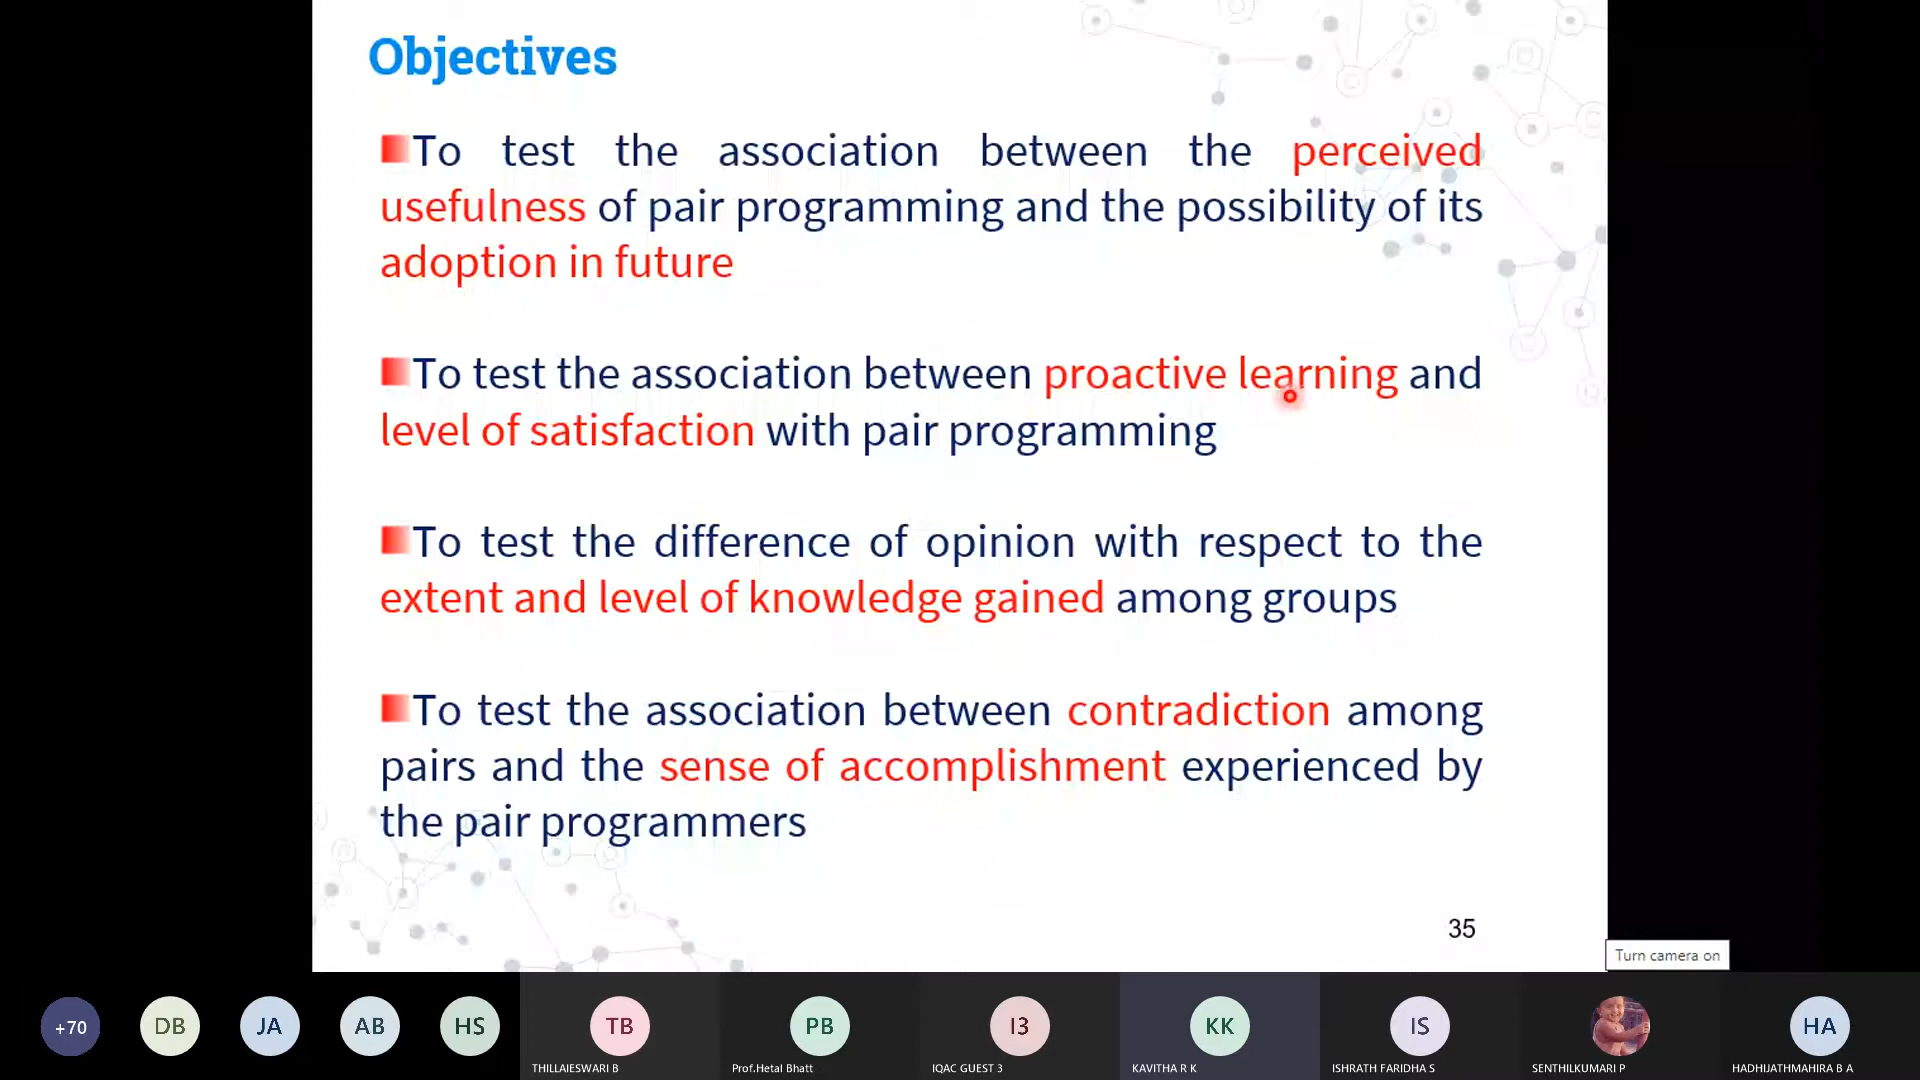 Objectives
To test the association between the perceived
usefulness of pair programming and the possibility of its
adoption in future
To test the association between proactive learning and
level of satisfaction with pair programming
To test the difference of opinion with respect to the
extent and level of knowledge gained among groups
To test the association between contradiction among
pairs and the sense of accomplishment experienced by
the pair programmers
35
Turn camera on
+70
DB
JA
AB
HS
TB
PB
I3
KK
IS
HA
THILLAIESWARI B
Prof.Hetal Bhatt
IQAC GUEST 3
KAVITHA R K
ISHRATH FARIDHA S
SENTHILKUMARI P
HADHIJATHMAHIRA B A